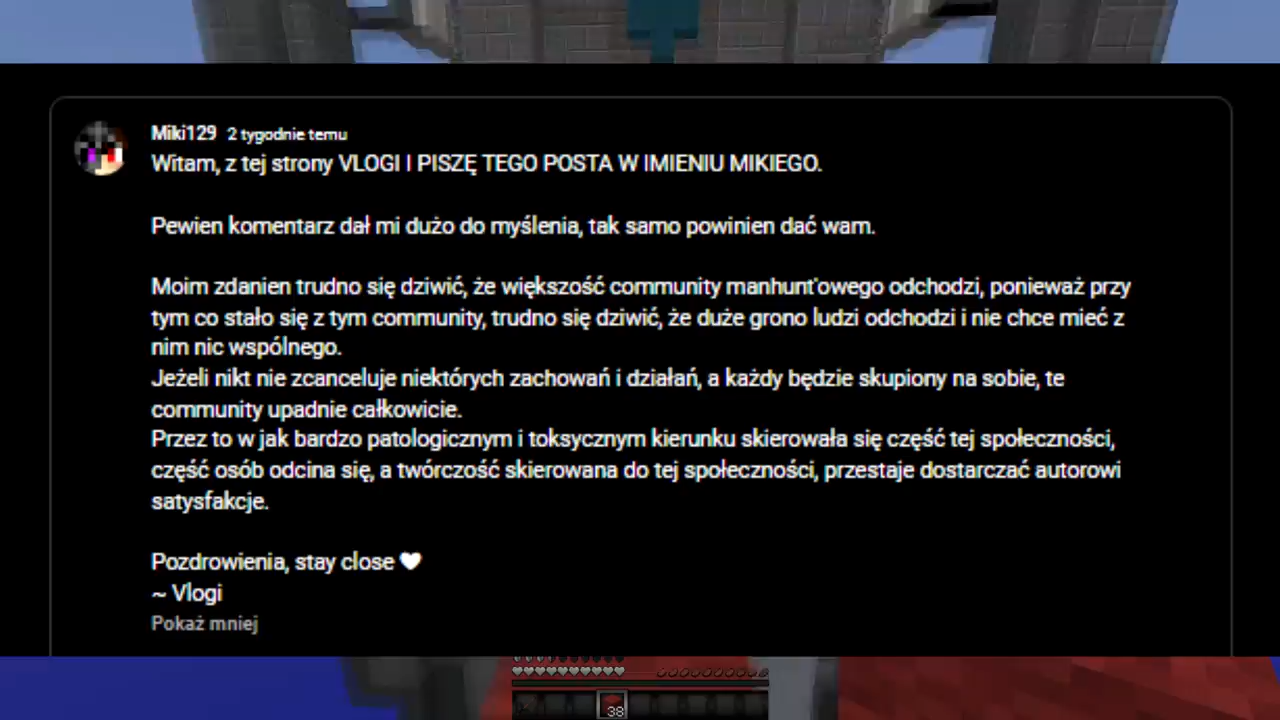 Miki129 2 tygodnie temu
Witam, z tej strony VLOGI I PISZĘ TEGO POSTA W IMIENIU MIKIEGO.
Pewien komentarz dał mi dużo do myślenia, tak samo powinien dać wam.
Moim zdanien trudno się dziwić, że większość community manhunt'owego odchodzi, ponieważ przy
tym co stało się z tym community, trudno się dziwić, że duże grono ludzi odchodzi i nie chce mieć z
nim nic wspólnego.
Jeżeli nikt nie zcanceluje niektórych zachowań i działań, a każdy będzie skupiony na sobie, te
community upadnie całkowicie.
Przez to w jak bardzo patologicznym i toksycznym kierunku skierowała się część tej społeczności,
część osób odcina się, a twórczość skierowana do tej społeczności, przestaje dostarczać autorowi
satysfakcje.
Pozdrowienia, stay close 🤍
~ Vlogi
Pokaż mniej
38